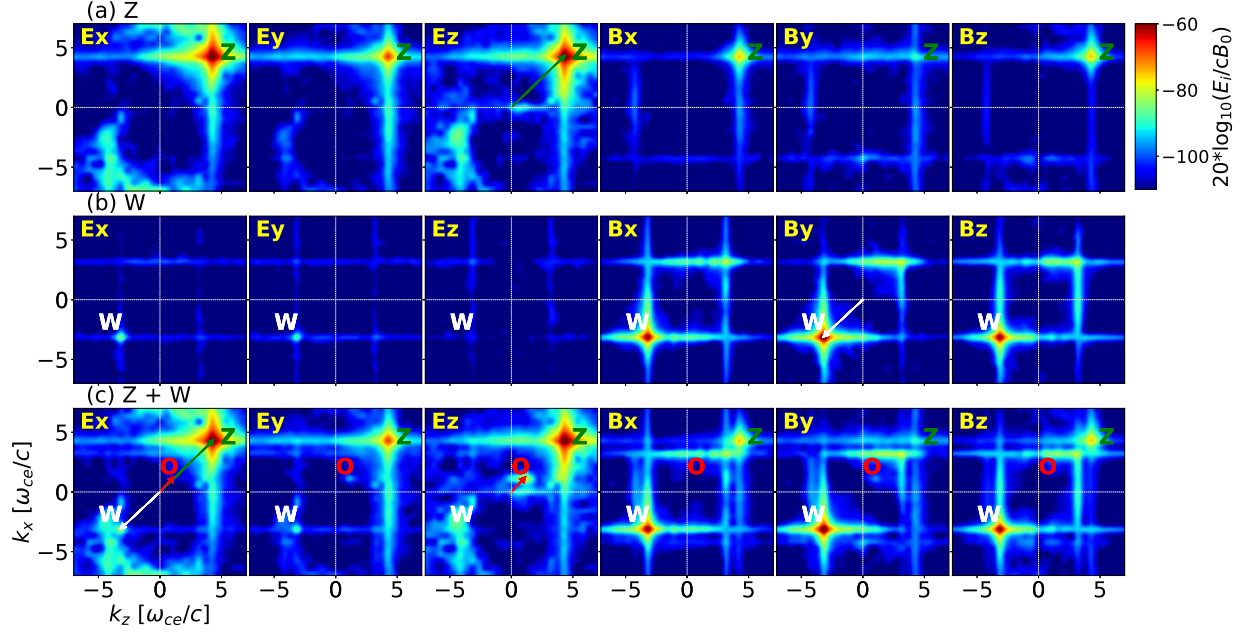 (a) Z
Ex Ey Ez Bx By Bz
Z Z Z Z Z Z
5
0
−5
−60
−80
−100
20*log₁₀(Eᵢ/cB₀)
(b) W
Ex Ey Ez Bx By Bz
W W W W W W
5
0
−5
(c) Z + W
Ex Ey Ez Bx By Bz
Z Z Z Z Z
O O O O O O
W W W W W W
5
0
−5
kₓ [ωce/c]
−5 0 5 −5 0 5 −5 0 5 −5 0 5 −5 0 5 −5 0 5
k_z [ωce/c]